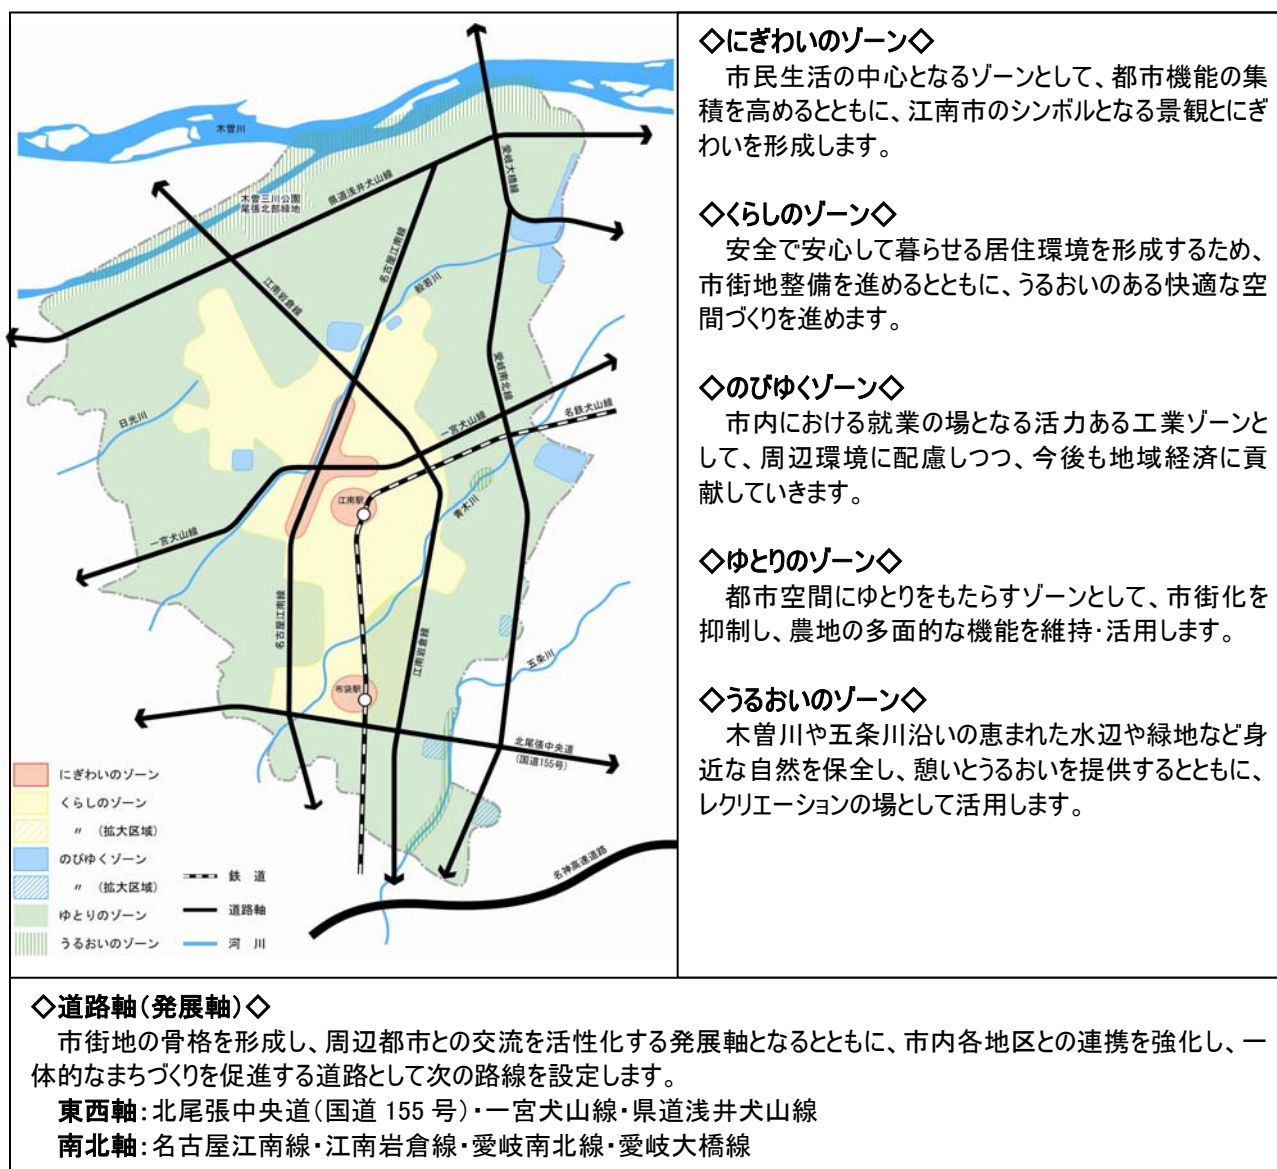 木曽川
愛岐大橋線
県道浅井犬山線
木曽三川公園
尾張北部緑地
名古屋江南線
般若川
江南岩倉線
愛岐南北線
名鉄犬山線
一宮犬山線
日光川
江南駅
青木川
一宮犬山線
名古屋江南線
江南岩倉線
五条川
布袋駅
北尾張中央道
(国道155号)
名神高速道路
にぎわいのゾーン
くらしのゾーン
〃 (拡大区域)
のびゆくゾーン
〃 (拡大区域)
ゆとりのゾーン
うるおいのゾーン
鉄 道
道路軸
河 川
◇にぎわいのゾーン◇
市民生活の中心となるゾーンとして、都市機能の集
積を高めるとともに、江南市のシンボルとなる景観とにぎ
わいを形成します。
◇くらしのゾーン◇
安全で安心して暮らせる居住環境を形成するため、
市街地整備を進めるとともに、うるおいのある快適な空
間づくりを進めます。
◇のびゆくゾーン◇
市内における就業の場となる活力ある工業ゾーンと
して、周辺環境に配慮しつつ、今後も地域経済に貢
献していきます。
◇ゆとりのゾーン◇
都市空間にゆとりをもたらすゾーンとして、市街化を
抑制し、農地の多面的な機能を維持・活用します。
◇うるおいのゾーン◇
木曽川や五条川沿いの恵まれた水辺や緑地など身
近な自然を保全し、憩いとうるおいを提供するとともに、
レクリエーションの場として活用します。
◇道路軸(発展軸)◇
市街地の骨格を形成し、周辺都市との交流を活性化する発展軸となるとともに、市内各地区との連携を強化し、一
体的なまちづくりを促進する道路として次の路線を設定します。
東西軸:北尾張中央道(国道 155 号)・一宮犬山線・県道浅井犬山線
南北軸:名古屋江南線・江南岩倉線・愛岐南北線・愛岐大橋線